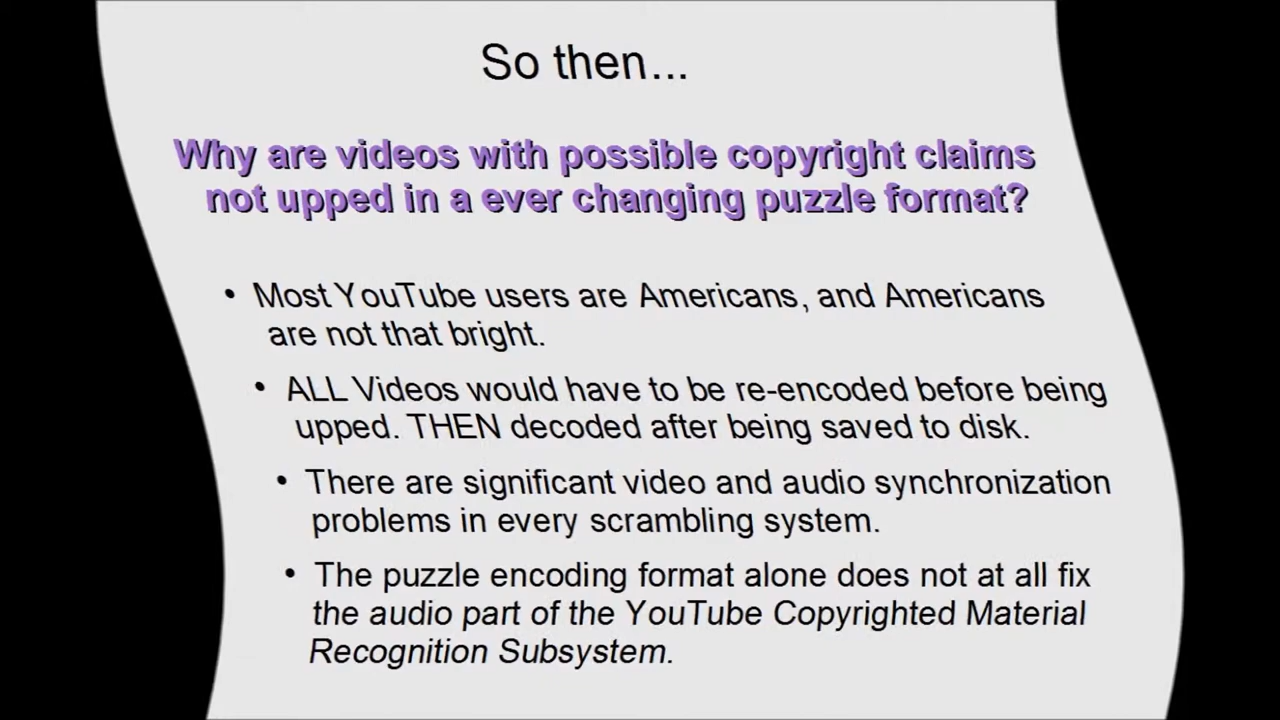 So then...
Why are videos with possible copyright claims
not upped in a ever changing puzzle format?
• Most YouTube users are Americans, and Americans
are not that bright.
• ALL Videos would have to be re-encoded before being
upped. THEN decoded after being saved to disk.
• There are significant video and audio synchronization
problems in every scrambling system.
• The puzzle encoding format alone does not at all fix
the audio part of the YouTube Copyrighted Material
Recognition Subsystem.